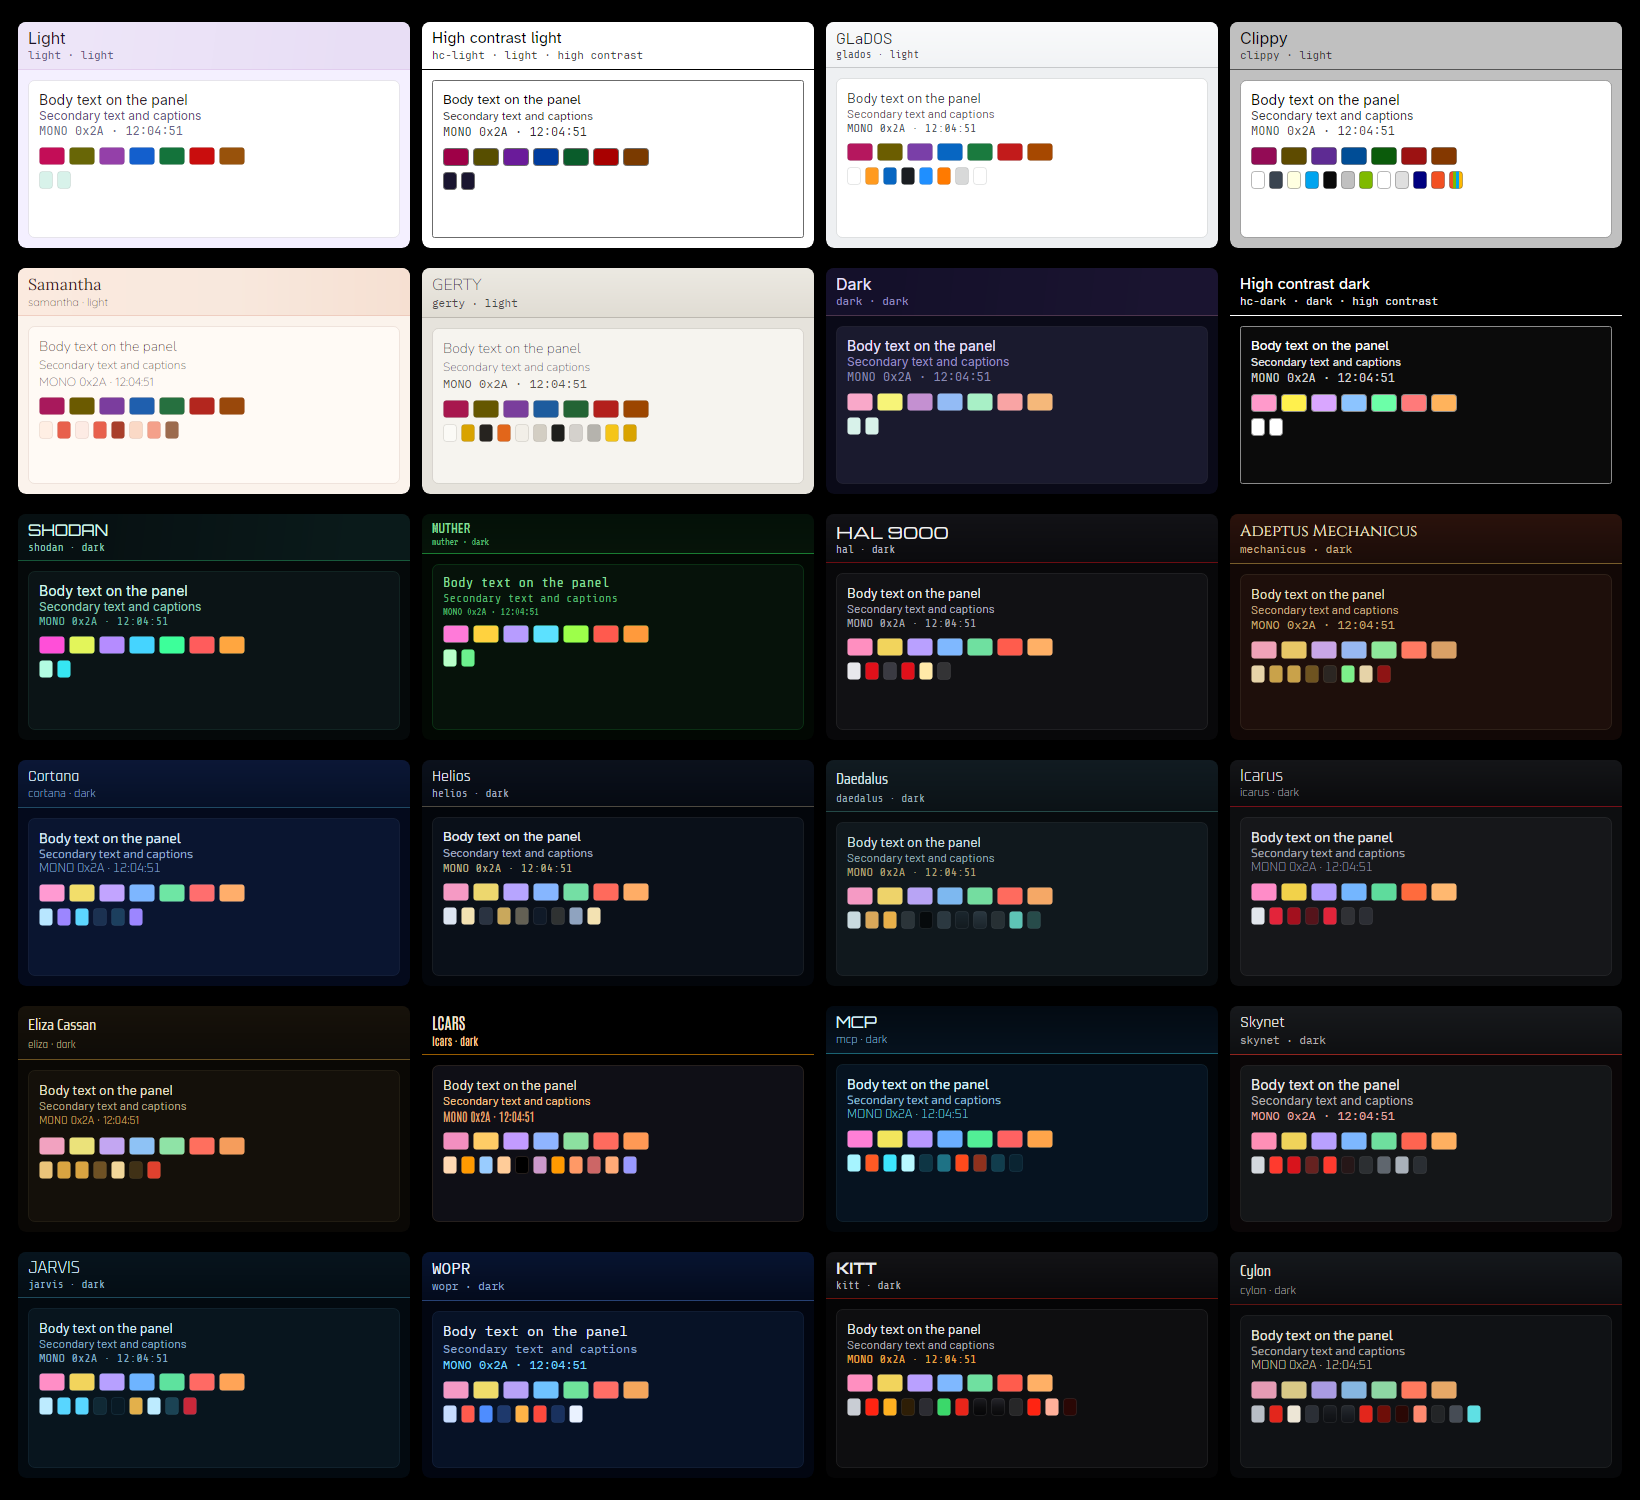 Light
light · light
Body text on the panel
Secondary text and captions
MONO 0x2A · 12:04:51
High contrast light
hc-light · light · high contrast
Body text on the panel
Secondary text and captions
MONO 0x2A · 12:04:51
GLaDOS
glados · light
Body text on the panel
Secondary text and captions
MONO 0x2A · 12:04:51
Clippy
clippy · light
Body text on the panel
Secondary text and captions
MONO 0x2A · 12:04:51
Samantha
samantha · light
Body text on the panel
Secondary text and captions
MONO 0x2A · 12:04:51
GERTY
gerty · light
Body text on the panel
Secondary text and captions
MONO 0x2A · 12:04:51
Dark
dark · dark
Body text on the panel
Secondary text and captions
MONO 0x2A · 12:04:51
High contrast dark
hc-dark · dark · high contrast
Body text on the panel
Secondary text and captions
MONO 0x2A · 12:04:51
SHODAN
shodan · dark
Body text on the panel
Secondary text and captions
MONO 0x2A · 12:04:51
MUTHER
muther · dark
Body text on the panel
Secondary text and captions
MONO 0x2A · 12:04:51
HAL 9000
hal · dark
Body text on the panel
Secondary text and captions
MONO 0x2A · 12:04:51
Adeptus Mechanicus
mechanicus · dark
Body text on the panel
Secondary text and captions
MONO 0x2A · 12:04:51
Cortana
cortana · dark
Body text on the panel
Secondary text and captions
MONO 0x2A · 12:04:51
Helios
helios · dark
Body text on the panel
Secondary text and captions
MONO 0x2A · 12:04:51
Daedalus
daedalus · dark
Body text on the panel
Secondary text and captions
MONO 0x2A · 12:04:51
Icarus
icarus · dark
Body text on the panel
Secondary text and captions
MONO 0x2A · 12:04:51
Eliza Cassan
eliza · dark
Body text on the panel
Secondary text and captions
MONO 0x2A · 12:04:51
LCARS
lcars · dark
Body text on the panel
Secondary text and captions
MONO 0x2A · 12:04:51
MCP
mcp · dark
Body text on the panel
Secondary text and captions
MONO 0x2A · 12:04:51
Skynet
skynet · dark
Body text on the panel
Secondary text and captions
MONO 0x2A · 12:04:51
JARVIS
jarvis · dark
Body text on the panel
Secondary text and captions
MONO 0x2A · 12:04:51
WOPR
wopr · dark
Body text on the panel
Secondary text and captions
MONO 0x2A · 12:04:51
KITT
kitt · dark
Body text on the panel
Secondary text and captions
MONO 0x2A · 12:04:51
Cylon
cylon · dark
Body text on the panel
Secondary text and captions
MONO 0x2A · 12:04:51